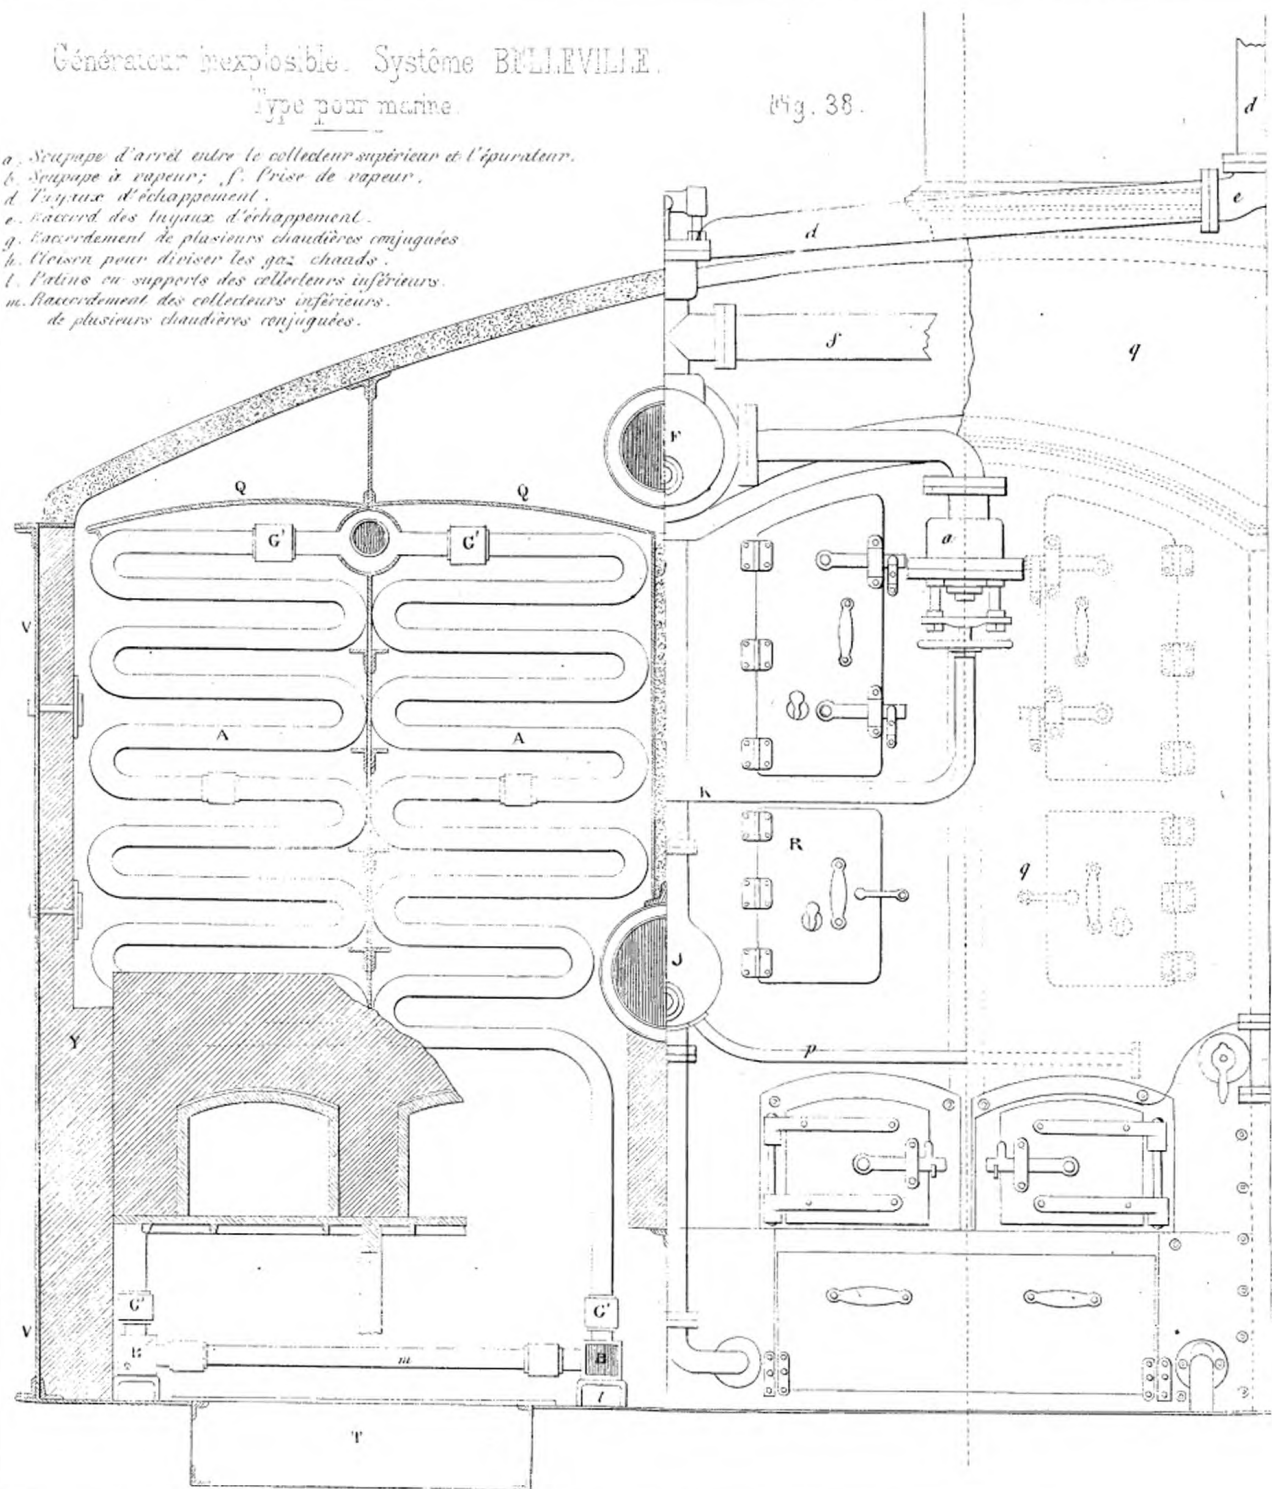 Générateur inexplosible. Système BELLEVILLE.
Type pour marine.
Fig. 38.
a. Soupape d'arrêt entre le collecteur supérieur et l'épurateur.
b. Soupape à vapeur; f. Prise de vapeur.
d. Tuyaux d'échappement.
e. Raccord des tuyaux d'échappement.
g. Raccordement de plusieurs chaudières conjuguées
h. Cloison pour diviser les gaz chauds.
l. Patins ou supports des collecteurs inférieurs.
m. Raccordement des collecteurs inférieurs.
de plusieurs chaudières conjuguées.
d
e
d
f
q
F
Q
Q
G'
G'
a
V
A
A
K
R
q
J
Y
p
G'
G'
V
B
m
B
l
T